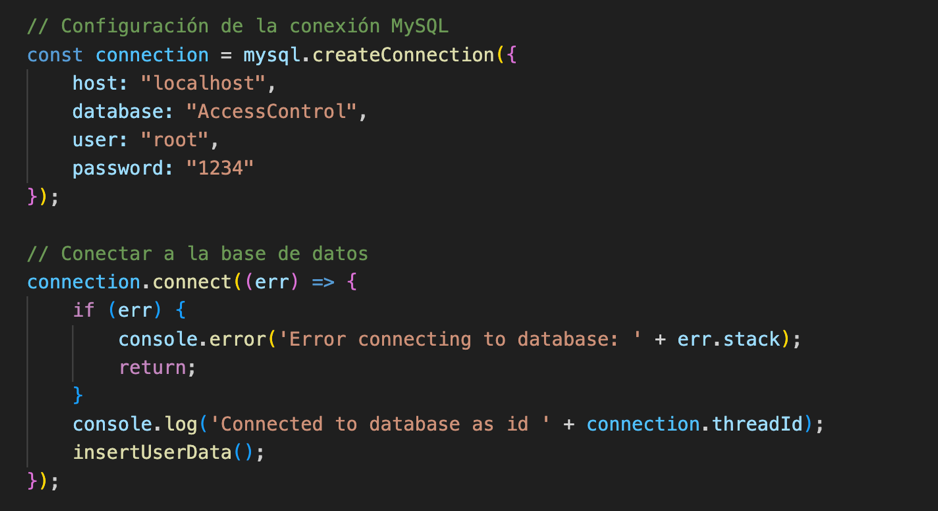 // Configuración de la conexión MySQL
const connection = mysql.createConnection({
    host: "localhost",
    database: "AccessControl",
    user: "root",
    password: "1234"
});

// Conectar a la base de datos
connection.connect((err) => {
    if (err) {
        console.error('Error connecting to database: ' + err.stack);
        return;
    }
    console.log('Connected to database as id ' + connection.threadId);
    insertUserData();
});